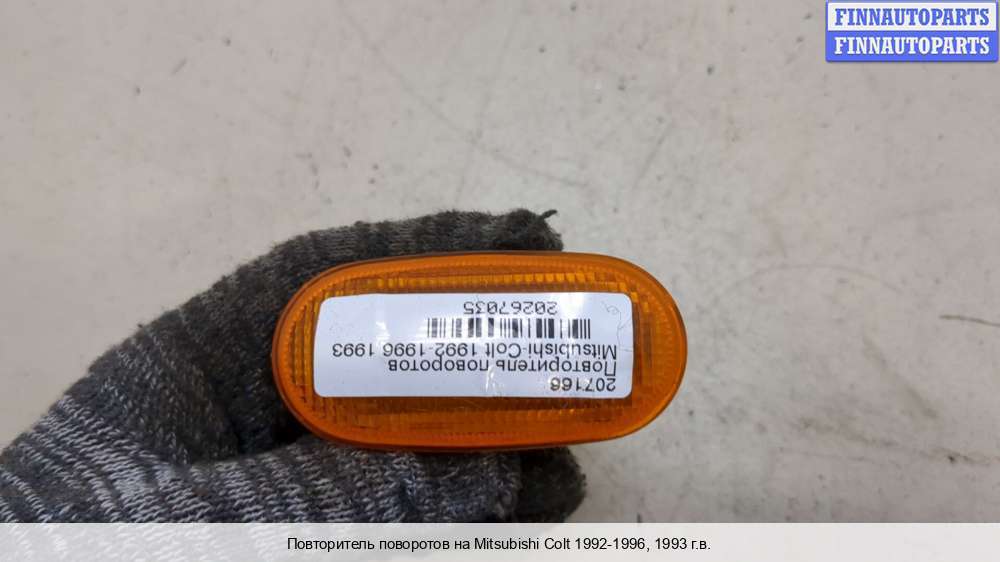 FINNAUTOPARTS
FINNAUTOPARTS
207166
Повторитель поворотов
Mitsubishi-Colt 1992-1996 1993
20267035
Повторитель поворотов на Mitsubishi Colt 1992-1996, 1993 г.в.